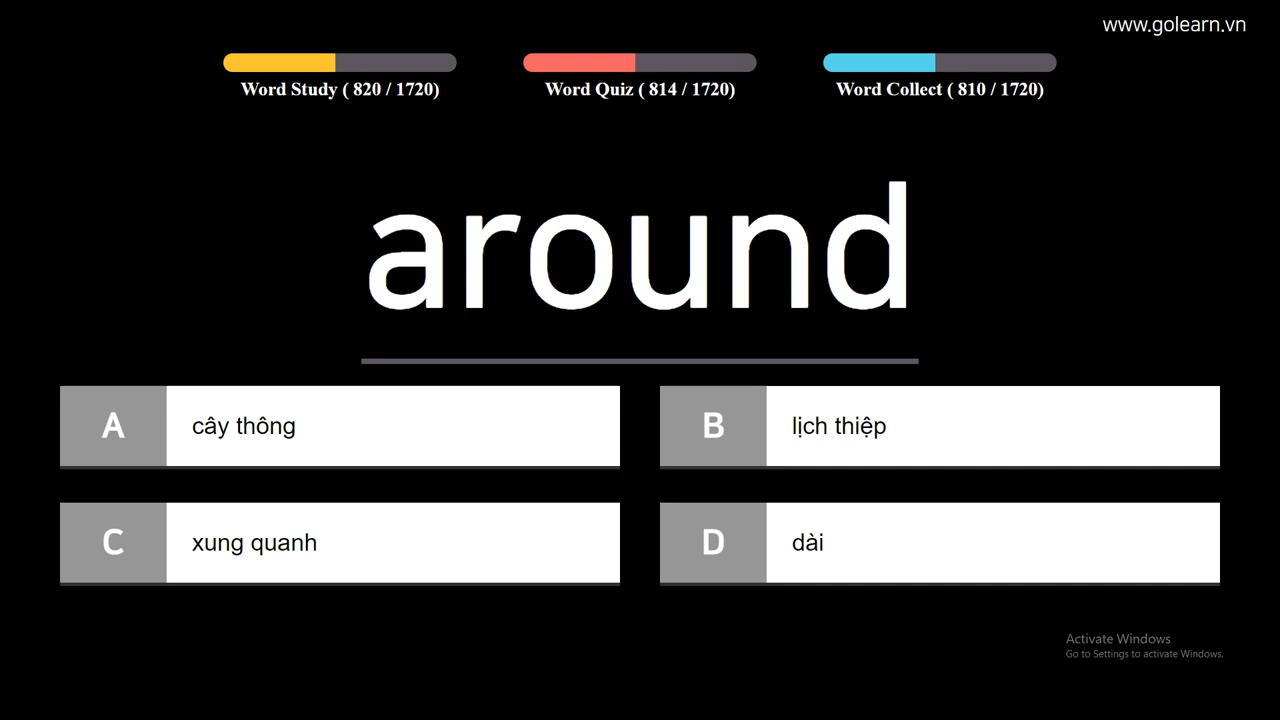 www.golearn.vn
Word Study ( 820 / 1720)
Word Quiz ( 814 / 1720)
Word Collect ( 810 / 1720)
around
A cây thông
B lịch thiệp
C xung quanh
D dài
Activate Windows
Go to Settings to activate Windows.